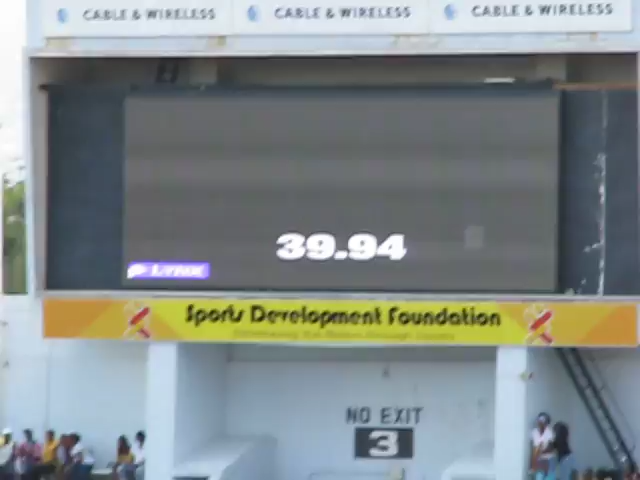 CABLE & WIRELESS CABLE & WIRELESS CABLE & WIRELESS
39.94
LYNX
Sports Development Foundation
NO EXIT
3